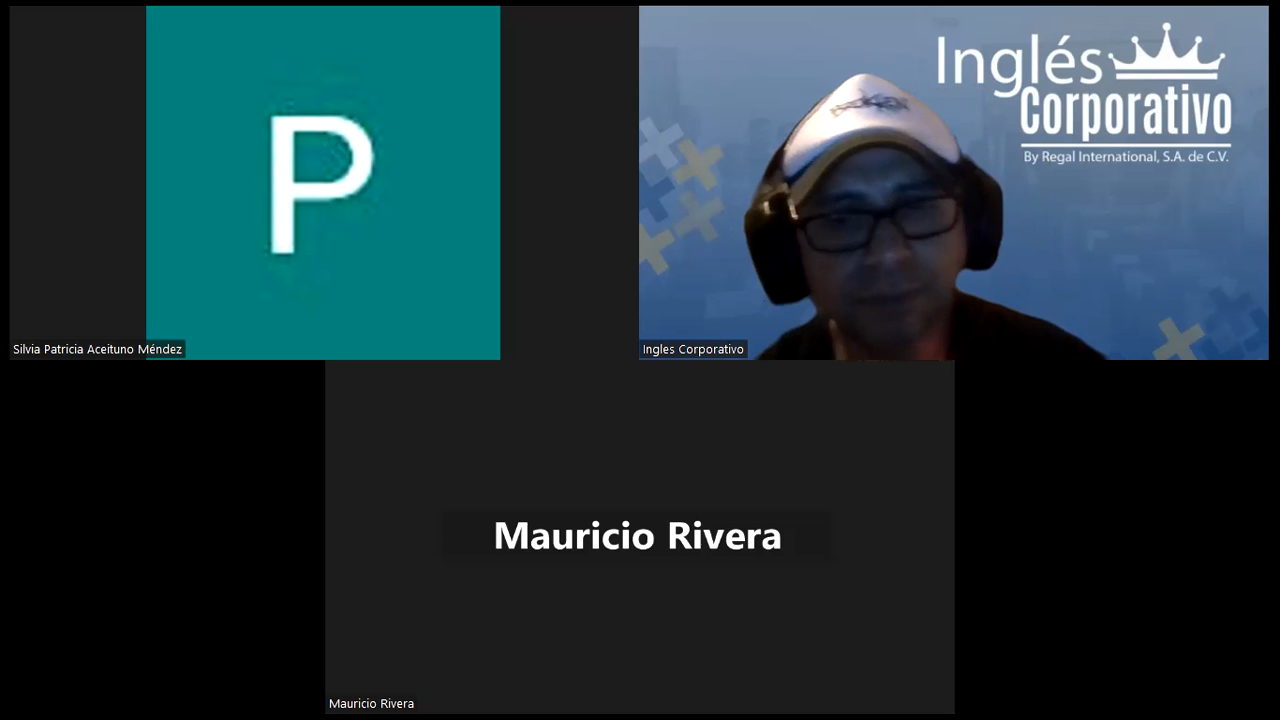 P
Silvia Patricia Aceituno Méndez
Inglés
Corporativo
By Regal International, S.A. de C.V.
Ingles Corporativo
Mauricio Rivera
Mauricio Rivera